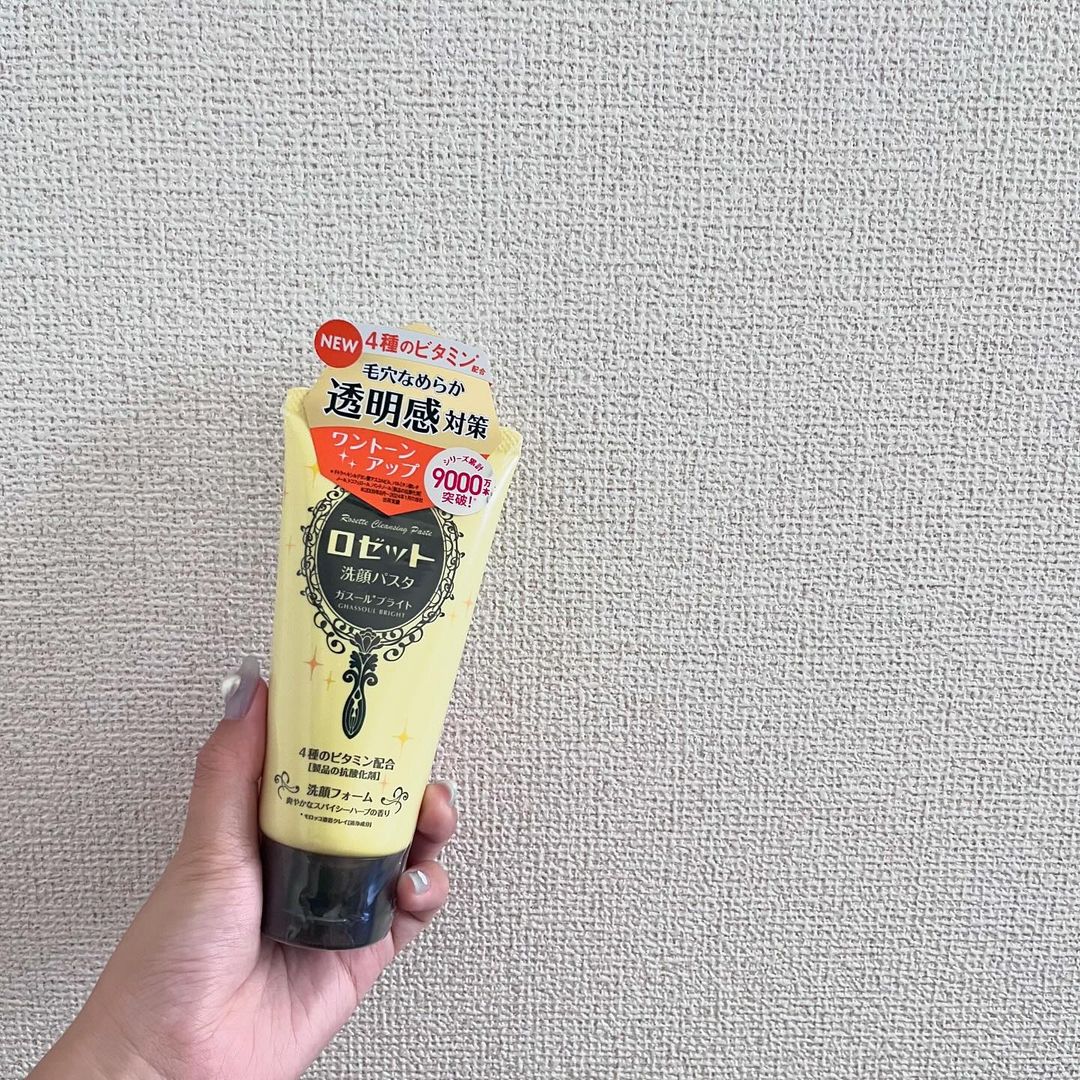 NEW
4種のビタミン*
配合
毛穴なめらか
透明感対策
ワントーン
アップ
シリーズ累計
9000万本
突破!
Rosette Cleansing Paste
ロゼット
洗顔パスタ
ガスール*ブライト
GHASSOUL BRIGHT
4種のビタミン配合
[製品の抗酸化剤]
洗顔フォーム
爽やかなスパイシーハーブの香り
*モロッコ溶岩クレイ[洗浄成分]